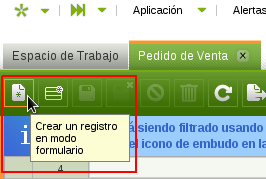 Aplicación Alertas
Espacio de Trabajo Pedido de Venta
Crear un registro
en modo
formulario
á siendo filtrado usando
el icono de embudo en la
4